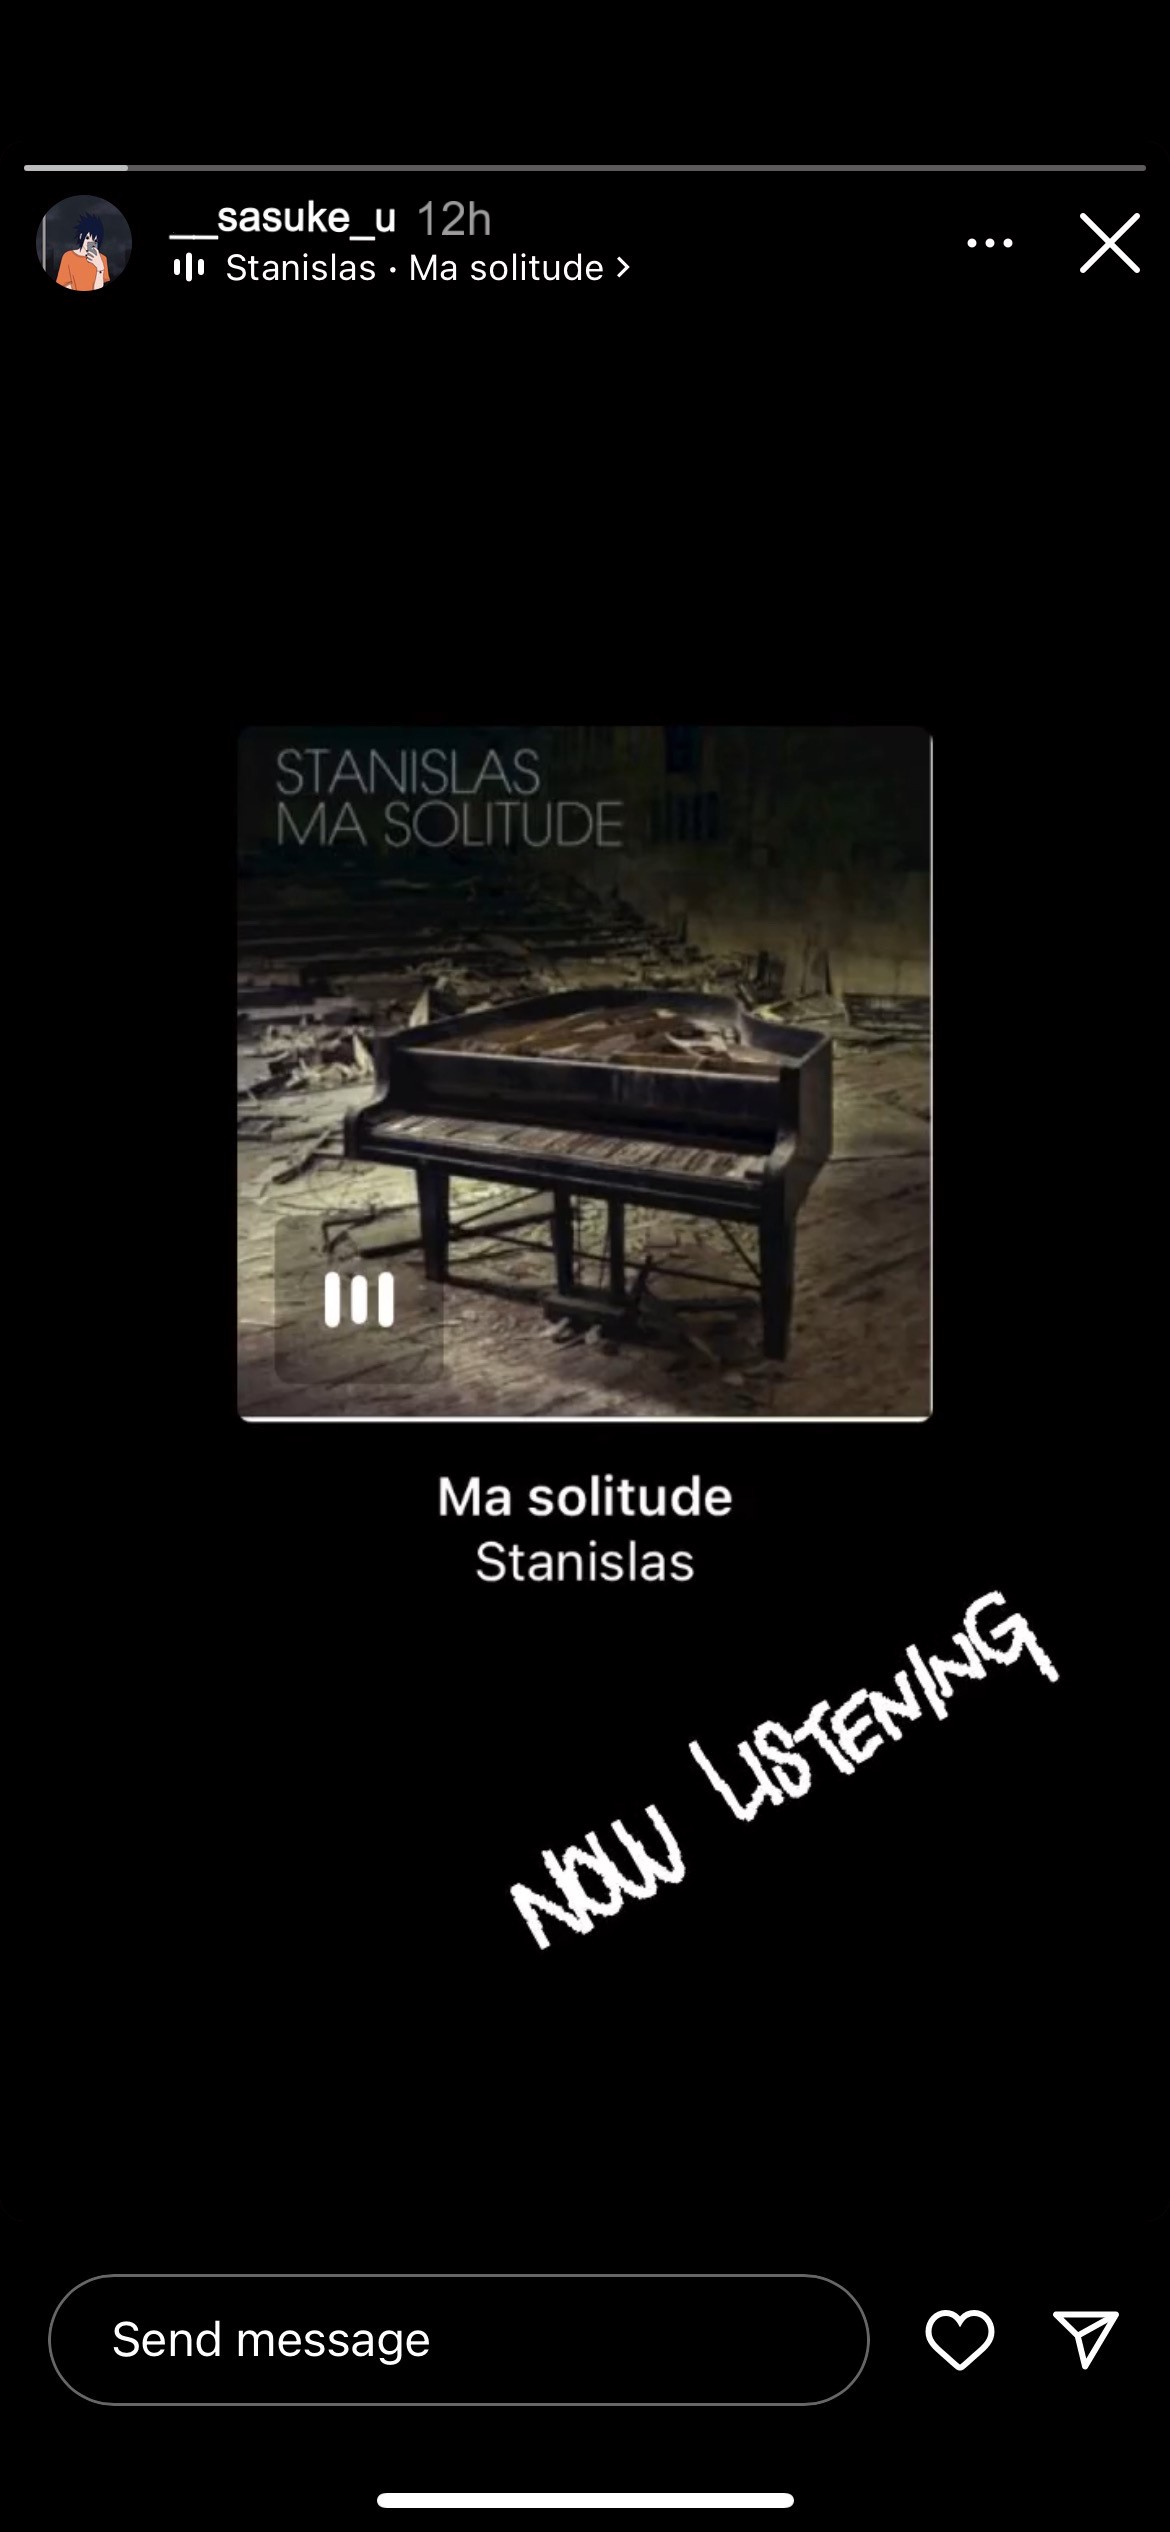 __sasuke_u 12h
Stanislas · Ma solitude >
STANISLAS
MA SOLITUDE
Ma solitude
Stanislas
NOW LISTENING
Send message